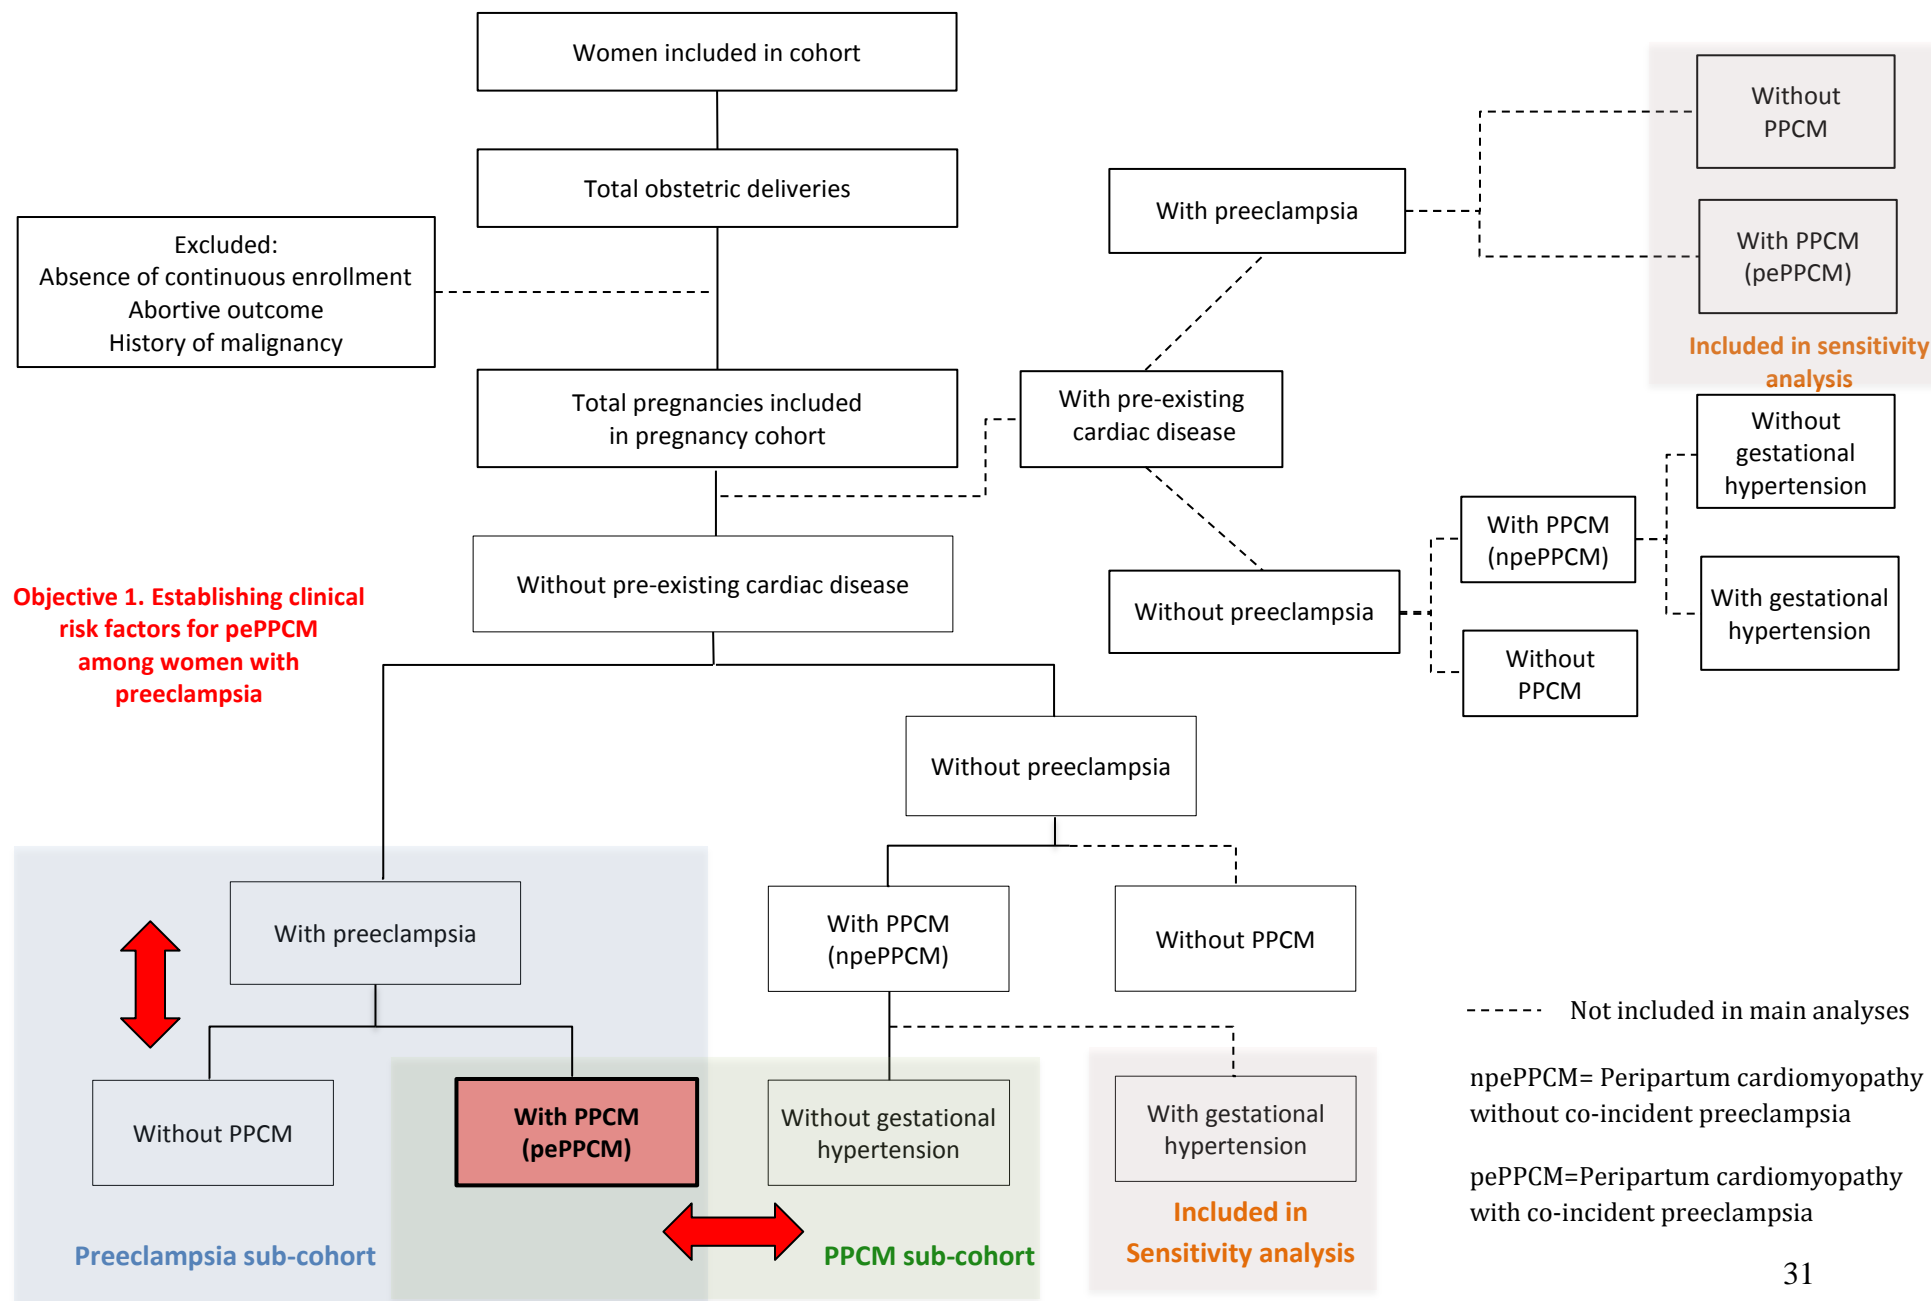 Women included in cohort
Total obstetric deliveries
Excluded:
Absence of continuous enrollment
Abortive outcome
History of malignancy
Total pregnancies included
in pregnancy cohort
With pre-existing
cardiac disease
With preeclampsia
Without
PPCM
With PPCM
(pePPCM)
Included in sensitivity
analysis
Without preeclampsia
With PPCM
(npePPCM)
Without
gestational
hypertension
With gestational
hypertension
Without
PPCM
Without pre-existing cardiac disease
Objective 1. Establishing clinical
risk factors for pePPCM
among women with
preeclampsia
Without preeclampsia
With preeclampsia
With PPCM
(npePPCM)
Without PPCM
Without PPCM
With PPCM
(pePPCM)
Without gestational
hypertension
With gestational
hypertension
Preeclampsia sub-cohort
PPCM sub-cohort
Included in
Sensitivity analysis
Not included in main analyses
npePPCM= Peripartum cardiomyopathy
without co-incident preeclampsia
pePPCM=Peripartum cardiomyopathy
with co-incident preeclampsia
31